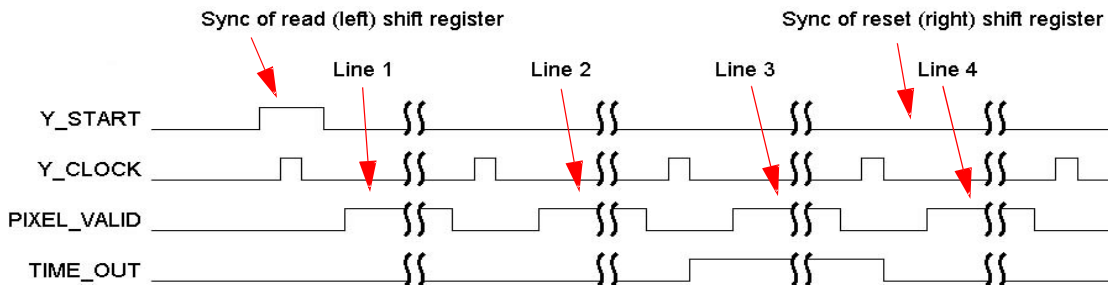 Sync of read (left) shift register
Sync of reset (right) shift register
Line 1
Line 2
Line 3
Line 4
Y_START
Y_CLOCK
PIXEL_VALID
TIME_OUT